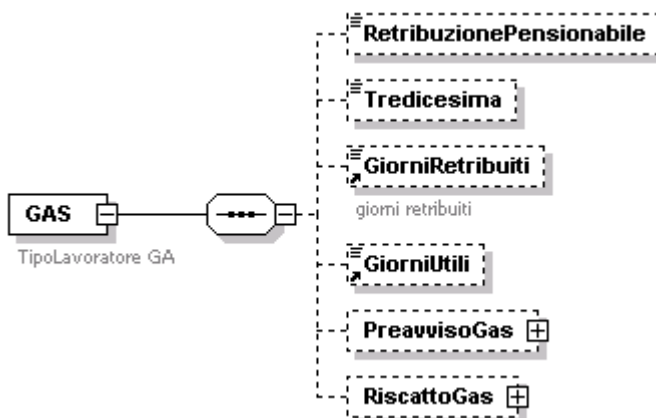 RetribuzionePensionabile
Tredicesima
GiorniRetribuiti
giorni retribuiti
GAS
TipoLavoratore GA
GiorniUtili
PreavvisoGas
RiscattoGas